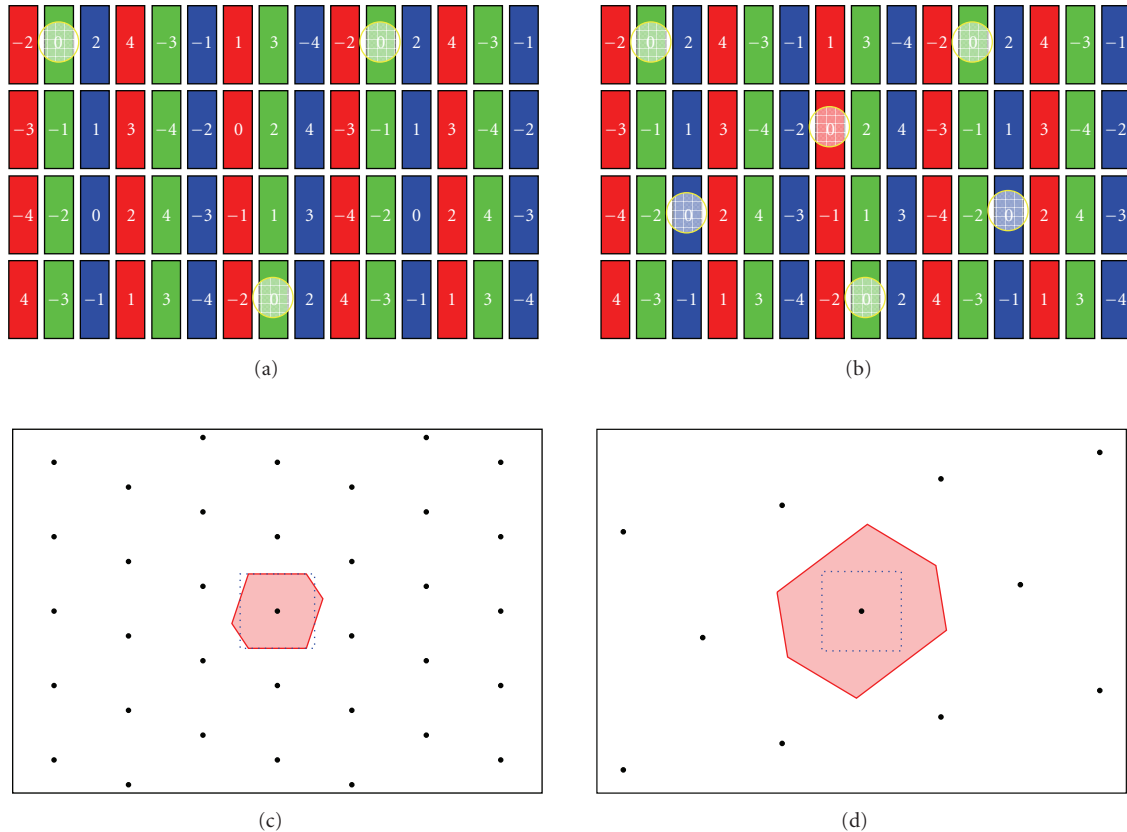 −2 0 2 4 −3 −1 1 3 −4 −2 0 2 4 −3 −1
−3 −1 1 3 −4 −2 0 2 4 −3 −1 1 3 −4 −2
−4 −2 0 2 4 −3 −1 1 3 −2 0 2 4 −3
4 −3 −1 1 3 −4 −2 0 2 4 −3 −1 1 3 −4
(a)
−2 0 2 4 −3 −1 1 3 −4 −2 0 2 4 −3 −1
−3 −1 1 3 −4 −2 0 2 4 −3 −1 1 3 −4 −2
−4 −2 0 2 4 −3 −1 1 3 −4 −2 0 2 4 −3
4 −3 −1 1 3 −4 −2 0 2 4 −3 −1 1 3 −4
(b)
(c)
(d)